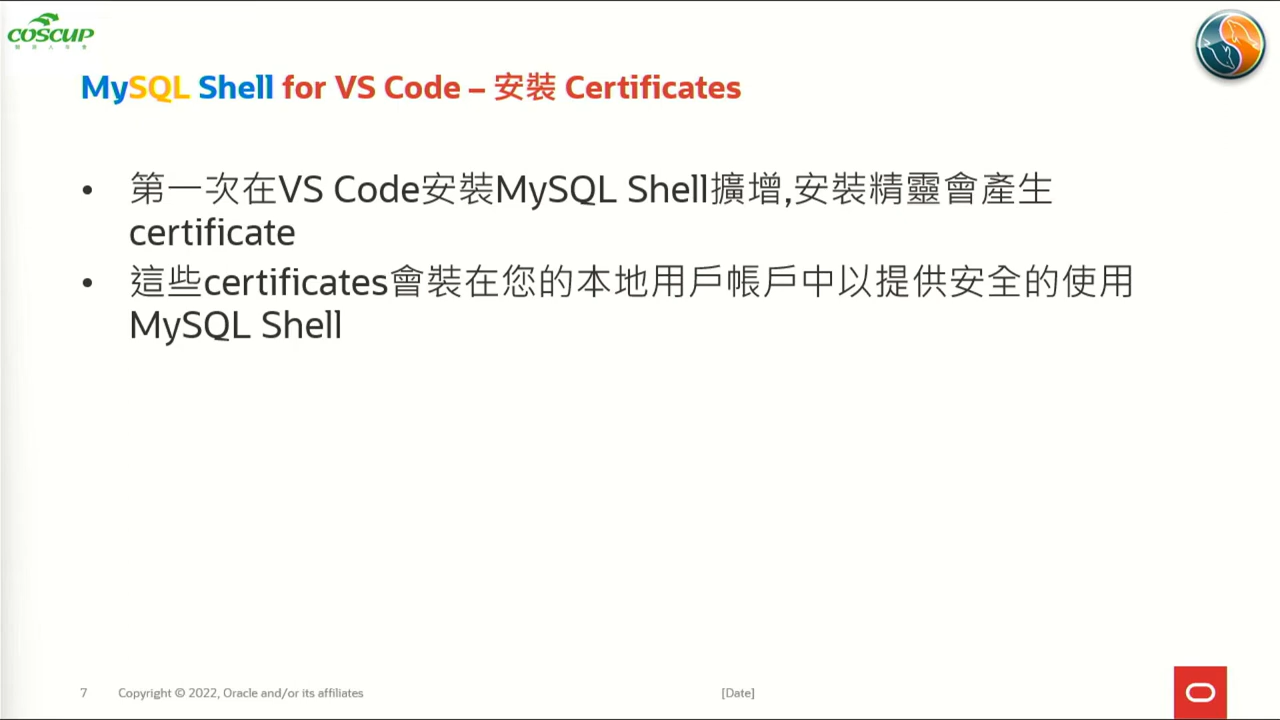 COSCUP
MySQL Shell for VS Code – 安裝 Certificates
• 第一次在VS Code安裝MySQL Shell擴增,安裝精靈會產生
certificate
• 這些certificates會裝在您的本地用戶帳戶中以提供安全的使用
MySQL Shell
7 Copyright © 2022, Oracle and/or its affiliates [Date]